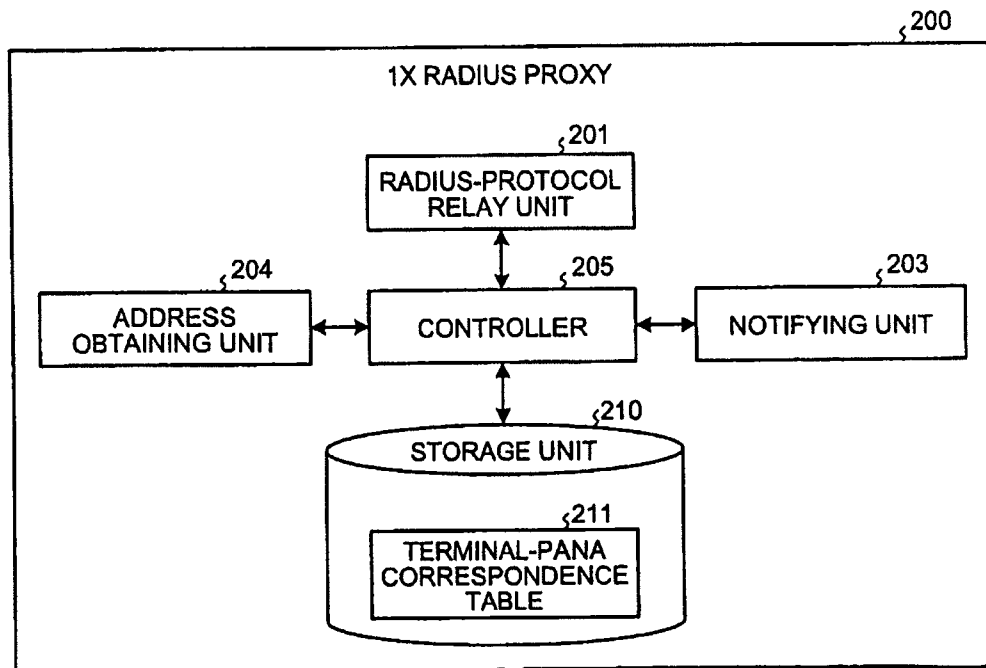 200
1X RADIUS PROXY
201
RADIUS-PROTOCOL
RELAY UNIT
204
ADDRESS
OBTAINING UNIT
205
CONTROLLER
203
NOTIFYING UNIT
210
STORAGE UNIT
211
TERMINAL-PANA
CORRESPONDENCE
TABLE